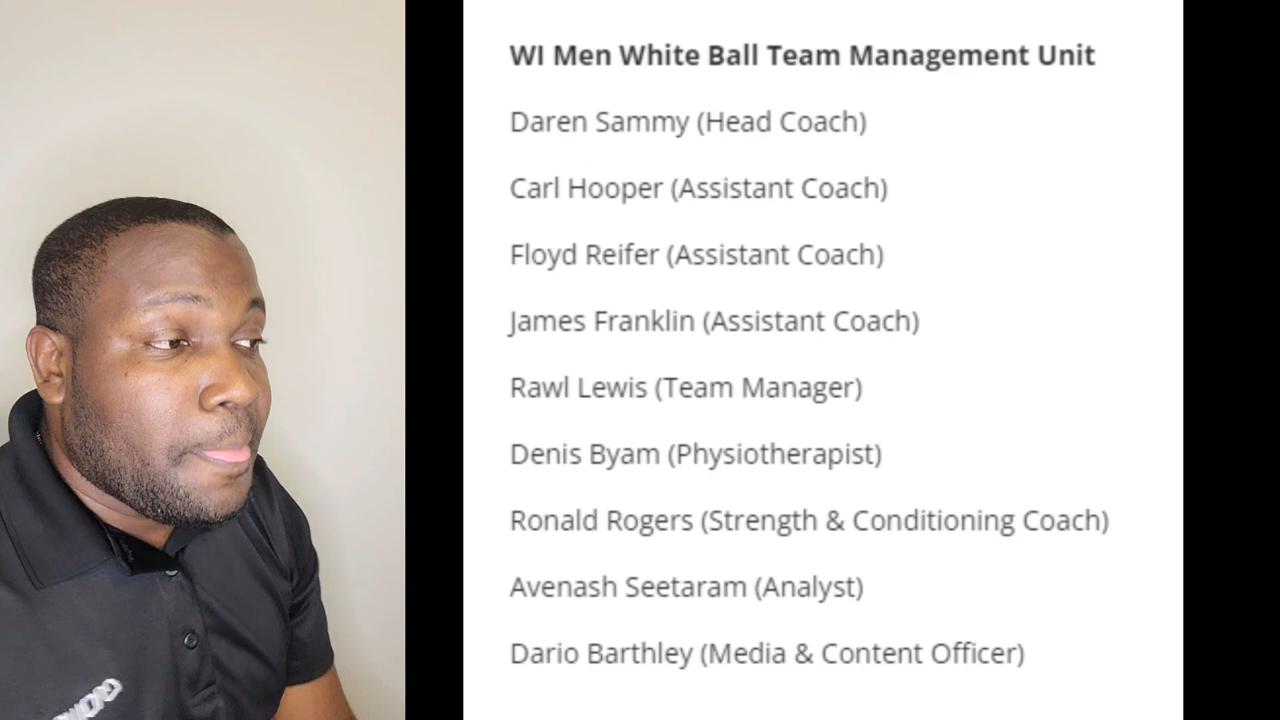 WI Men White Ball Team Management Unit
Daren Sammy (Head Coach)
Carl Hooper (Assistant Coach)
Floyd Reifer (Assistant Coach)
James Franklin (Assistant Coach)
Rawl Lewis (Team Manager)
Denis Byam (Physiotherapist)
Ronald Rogers (Strength & Conditioning Coach)
Avenash Seetaram (Analyst)
Dario Barthley (Media & Content Officer)